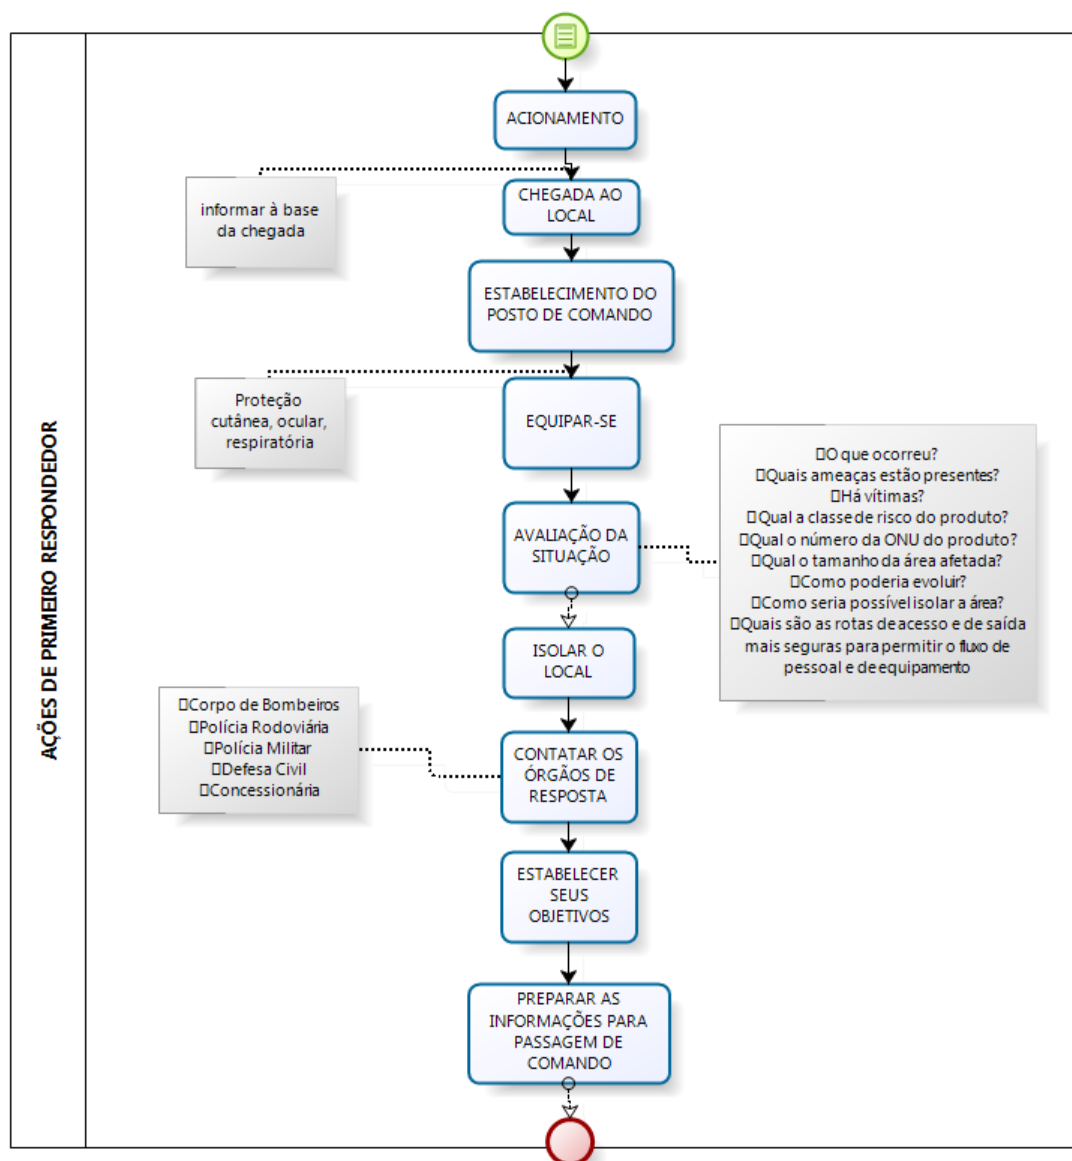 AÇÕES DE PRIMEIRO RESPONDEDOR
ACIONAMENTO
informar à base
da chegada
CHEGADA AO
LOCAL
ESTABELECIMENTO DO
POSTO DE COMANDO
Proteção
cutânea, ocular,
respiratória
EQUIPAR-SE
AVALIAÇÃO DA
SITUAÇÃO
▯O que ocorreu?
▯Quais ameaças estão presentes?
▯Há vítimas?
▯Qual a classe de risco do produto?
▯Qual o número da ONU do produto?
▯Qual o tamanho da área afetada?
▯Como poderia evoluir?
▯Como seria possível isolar a área?
▯Quais são as rotas de acesso e de saída
mais seguras para permitir o fluxo de
pessoal e de equipamento
ISOLAR O
LOCAL
▯Corpo de Bombeiros
▯Polícia Rodoviária
▯Polícia Militar
▯Defesa Civil
▯Concessionária
CONTATAR OS
ÓRGÃOS DE
RESPOSTA
ESTABELECER
SEUS
OBJETIVOS
PREPARAR AS
INFORMAÇÕES PARA
PASSAGEM DE
COMANDO